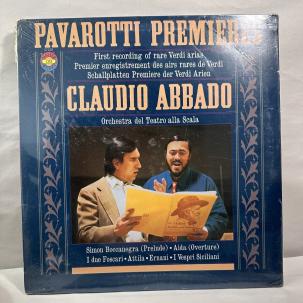 PAVAROTTI PREMIERES
First recording of rare Verdi arias
Premier enregistrement des airs rares de Verdi
Schallplatten Premiere der Verdi Arien
CLAUDIO ABBADO
Orchestra del Teatro alla Scala
Simon Boccanegra (Prelude) • Aida (Overture)
I due Foscari • Attila • Ernani • I Vespri Siciliani